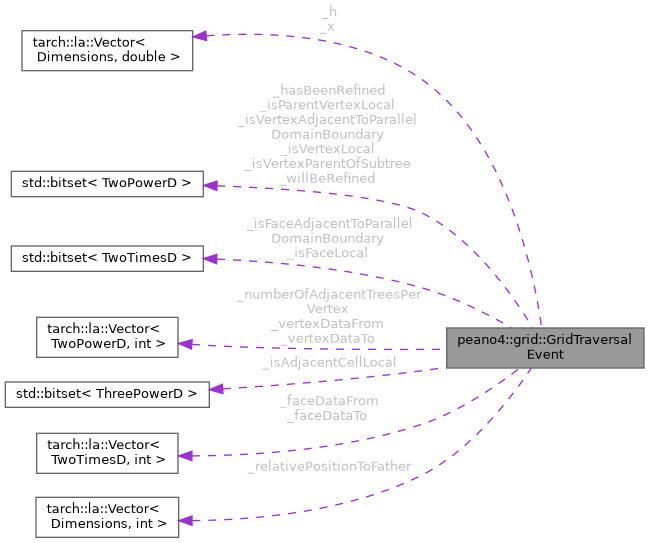 _h
_x
tarch::la::Vector<
Dimensions, double >
_hasBeenRefined
_isParentVertexLocal
_isVertexAdjacentToParallel
DomainBoundary
_isVertexLocal
_isVertexParentOfSubtree
_willBeRefined
std::bitset< TwoPowerD >
_isFaceAdjacentToParallel
DomainBoundary
_isFaceLocal
std::bitset< TwoTimesD >
_numberOfAdjacentTreesPer
Vertex
_vertexDataFrom
_vertexDataTo
tarch::la::Vector<
TwoPowerD, int >
peano4::grid::GridTraversal
Event
_isAdjacentCellLocal
std::bitset< ThreePowerD >
_faceDataFrom
_faceDataTo
tarch::la::Vector<
TwoTimesD, int >
_relativePositionToFather
tarch::la::Vector<
Dimensions, int >